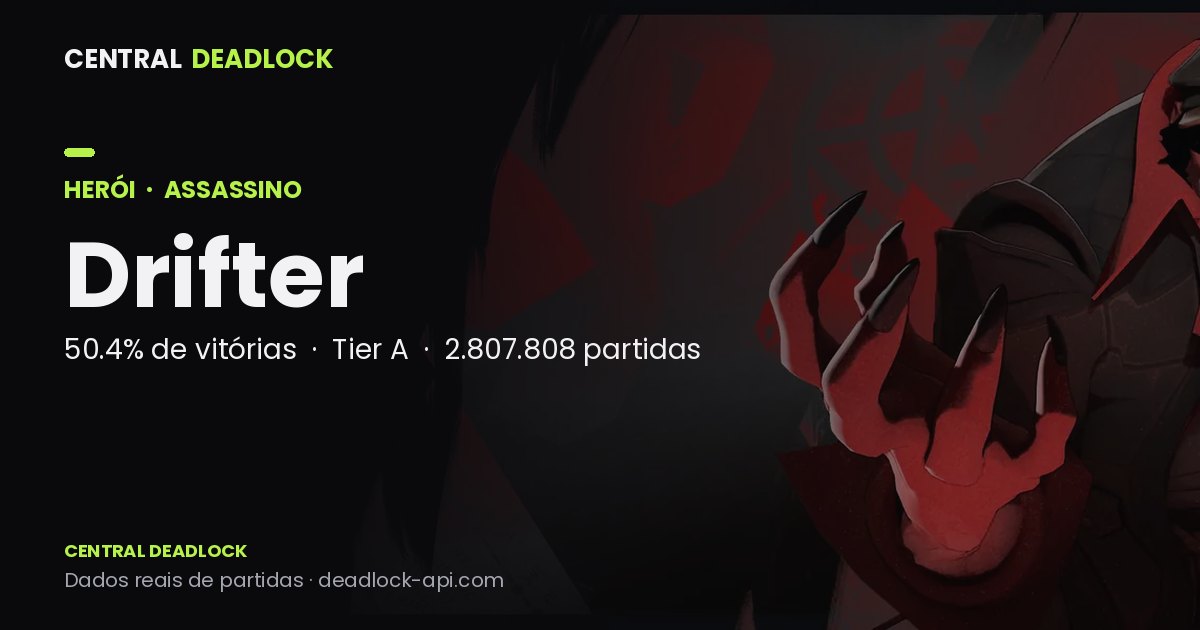 CENTRAL DEADLOCK
HERÓI · ASSASSINO
Drifter
50.4% de vitórias · Tier A · 2.807.808 partidas
CENTRAL DEADLOCK
Dados reais de partidas · deadlock-api.com